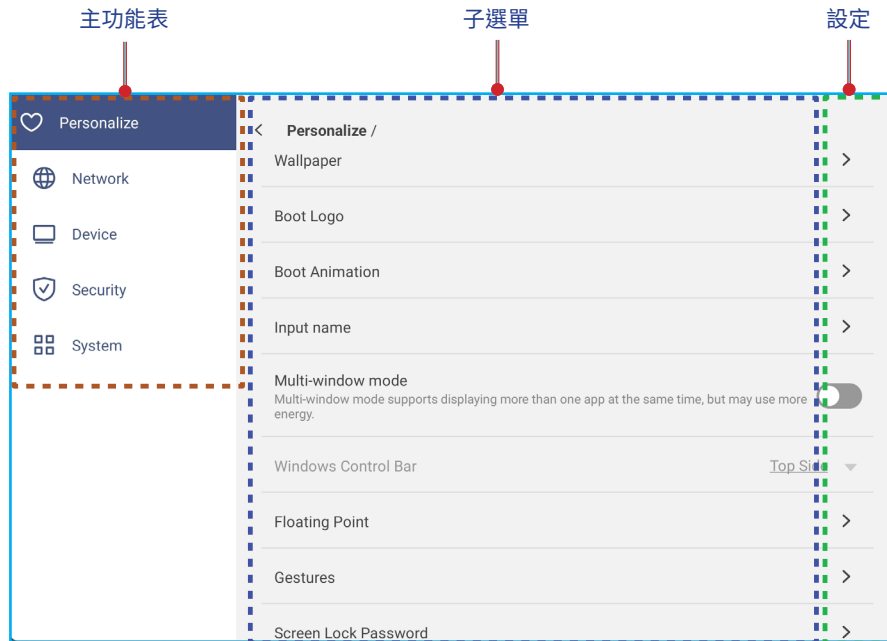 主功能表
子選單
設定
Personalize
Network
Device
Security
System
Personalize /
Wallpaper
Boot Logo
Boot Animation
Input name
Multi-window mode
Multi-window mode supports displaying more than one app at the same time, but may use more
energy.
Windows Control Bar
Top Side
Floating Point
Gestures
Screen Lock Password